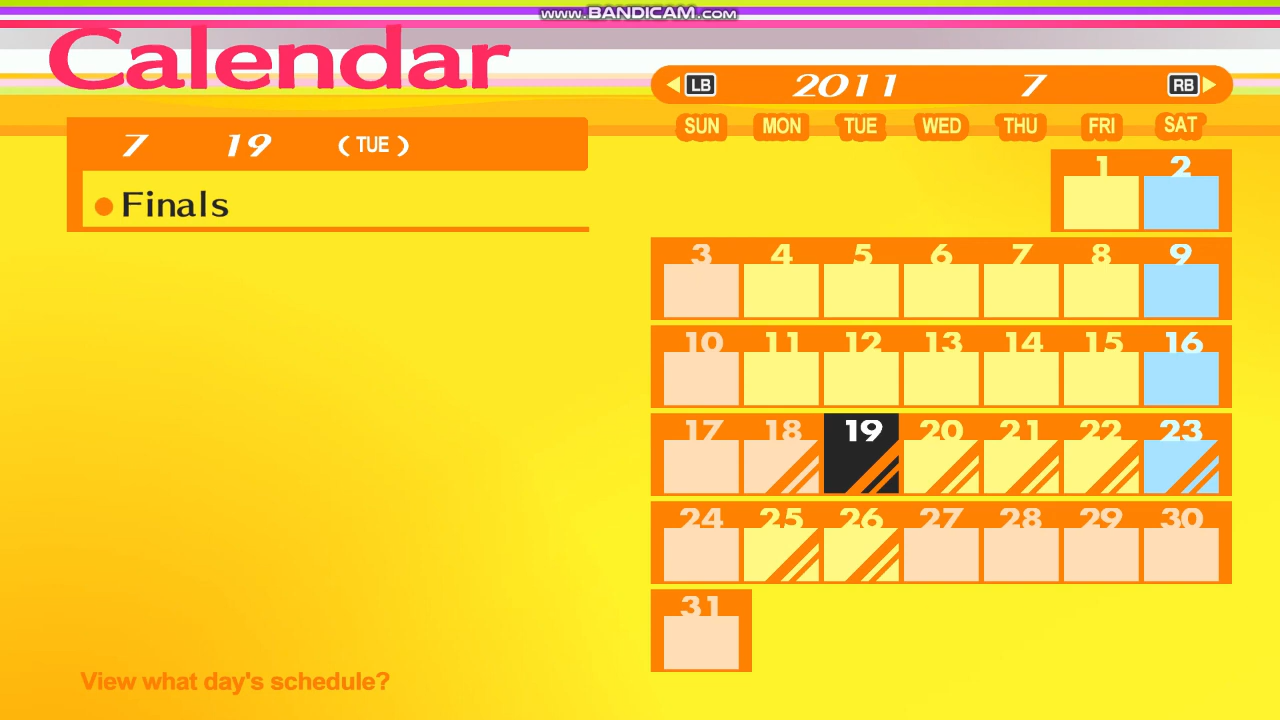 www.BANDICAM.com
Calendar
LB 2011 7 RB
SUN MON TUE WED THU FRI SAT
7 19 (TUE)
Finals
1 2
3 4 5 6 7 8 9
10 11 12 13 14 15 16
17 18 19 20 21 22 23
24 25 26 27 28 29 30
31
View what day's schedule?